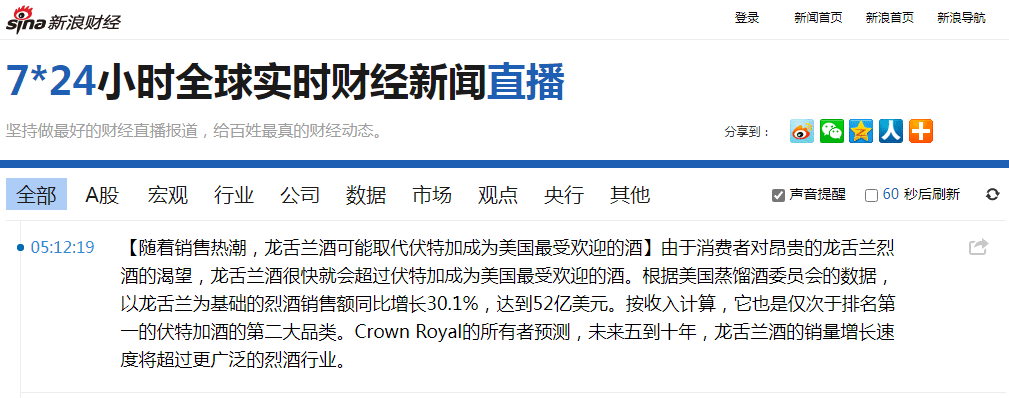 sina新浪财经
登录 新闻首页 新浪首页 新浪导航
7*24小时全球实时财经新闻直播
坚持做最好的财经直播报道，给百姓最真的财经动态。
分享到：
全部 A股 宏观 行业 公司 数据 市场 观点 央行 其他 声音提醒 60 秒后刷新
05:12:19 【随着销售热潮，龙舌兰酒可能取代伏特加成为美国最受欢迎的酒】由于消费者对昂贵的龙舌兰烈
酒的渴望，龙舌兰酒很快就会超过伏特加成为美国最受欢迎的酒。根据美国蒸馏酒委员会的数据，
以龙舌兰为基础的烈酒销售额同比增长30.1%，达到52亿美元。按收入计算，它也是仅次于排名第
一的伏特加酒的第二大品类。Crown Royal的所有者预测，未来五到十年，龙舌兰酒的销量增长速
度将超过更广泛的烈酒行业。